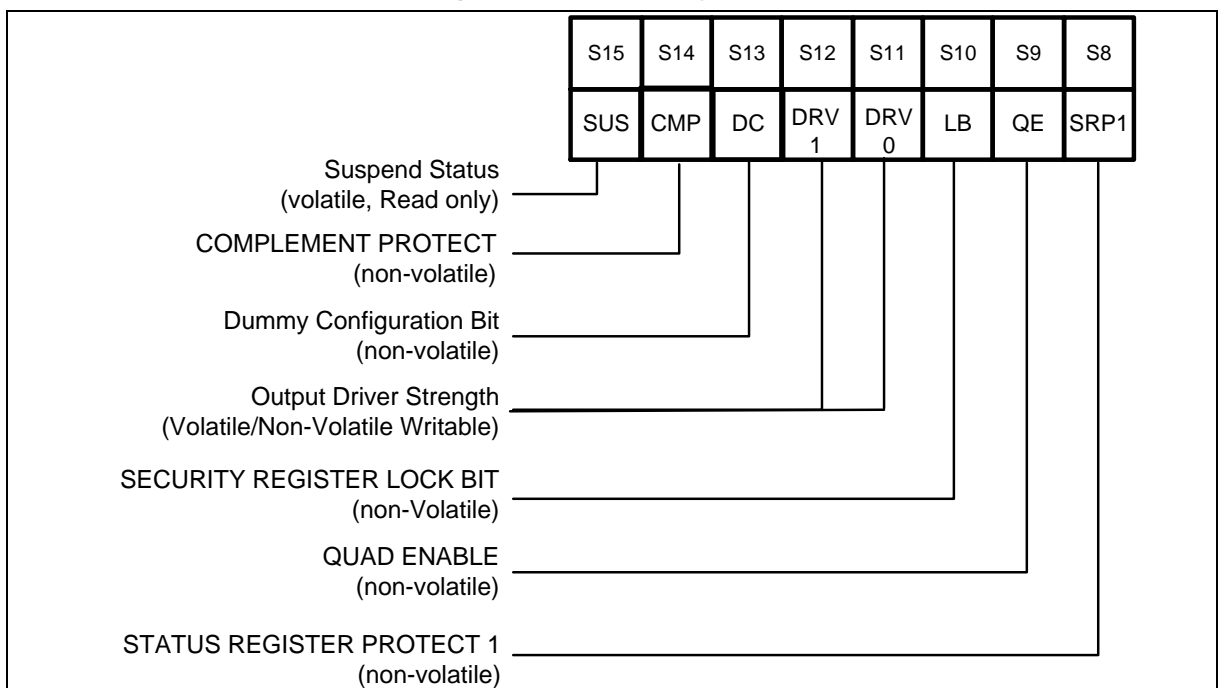 S15 S14 S13 S12 S11 S10 S9 S8
SUS CMP DC DRV 1 DRV 0 LB QE SRP1
Suspend Status
(volatile, Read only)
COMPLEMENT PROTECT
(non-volatile)
Dummy Configuration Bit
(non-volatile)
Output Driver Strength
(Volatile/Non-Volatile Writable)
SECURITY REGISTER LOCK BIT
(non-Volatile)
QUAD ENABLE
(non-volatile)
STATUS REGISTER PROTECT 1
(non-volatile)